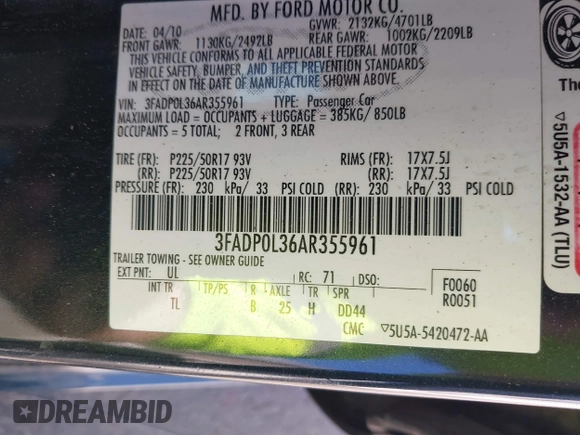 MFD. BY FORD MOTOR CO.
04/10
GVWR: 2132KG/4701LB
FRONT GAWR: 1130KG/2492LB
REAR GAWR: 1002KG/2209LB
THIS VEHICLE CONFORMS TO ALL APPLICABLE FEDERAL MOTOR
VEHICLE SAFETY, BUMPER, AND THEFT PREVENTION STANDARDS
IN EFFECT ON THE DATE OF MANUFACTURE SHOWN ABOVE.
VIN: 3FADP0L36AR355961 TYPE: Passenger Car
MAXIMUM LOAD = OCCUPANTS + LUGGAGE = 385KG/ 850LB
OCCUPANTS = 5 TOTAL; 2 FRONT, 3 REAR
TIRE (FR): P225/50R17 93V RIMS (FR): 17X7.5J
(RR): P225/50R17 93V (RR): 17X7.5J
PRESSURE (FR): 230 kPa/ 33 PSI COLD (RR): 230 kPa/ 33 PSI COLD
3FADP0L36AR355961
TRAILER TOWING - SEE OWNER GUIDE
EXT PNT: UL RC: 71 DSO:
F0060
R0051
INT TR TP/PS R AXLE TR SPR
TL B 25 H DD44
CMC ▽5U5A-5420472-AA
The
▽5U5A-1532-AA (TLU)
DREAMBID